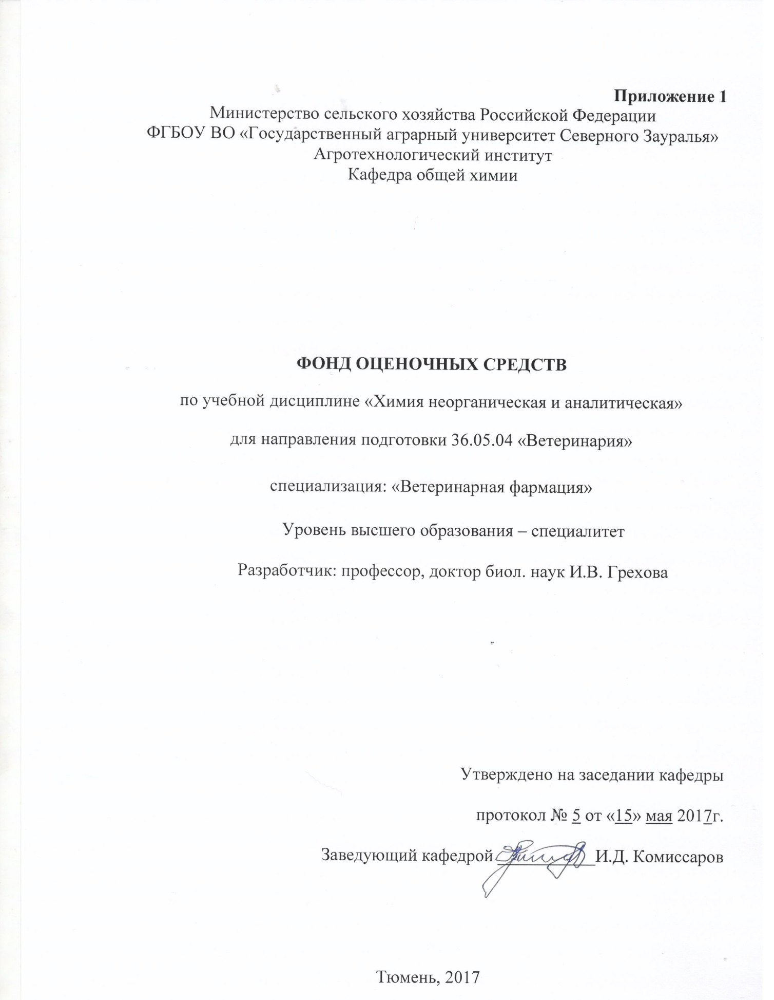 Приложение 1
Министерство сельского хозяйства Российской Федерации
ФГБОУ ВО «Государственный аграрный университет Северного Зауралья»
Агротехнологический институт
Кафедра общей химии
ФОНД ОЦЕНОЧНЫХ СРЕДСТВ
по учебной дисциплине «Химия неорганическая и аналитическая»
для направления подготовки 36.05.04 «Ветеринария»
специализация: «Ветеринарная фармация»
Уровень высшего образования – специалитет
Разработчик: профессор, доктор биол. наук И.В. Грехова
Утверждено на заседании кафедры
протокол № 5 от «15» мая 2017г.
Заведующий кафедрой ___________И.Д. Комиссаров
Тюмень, 2017